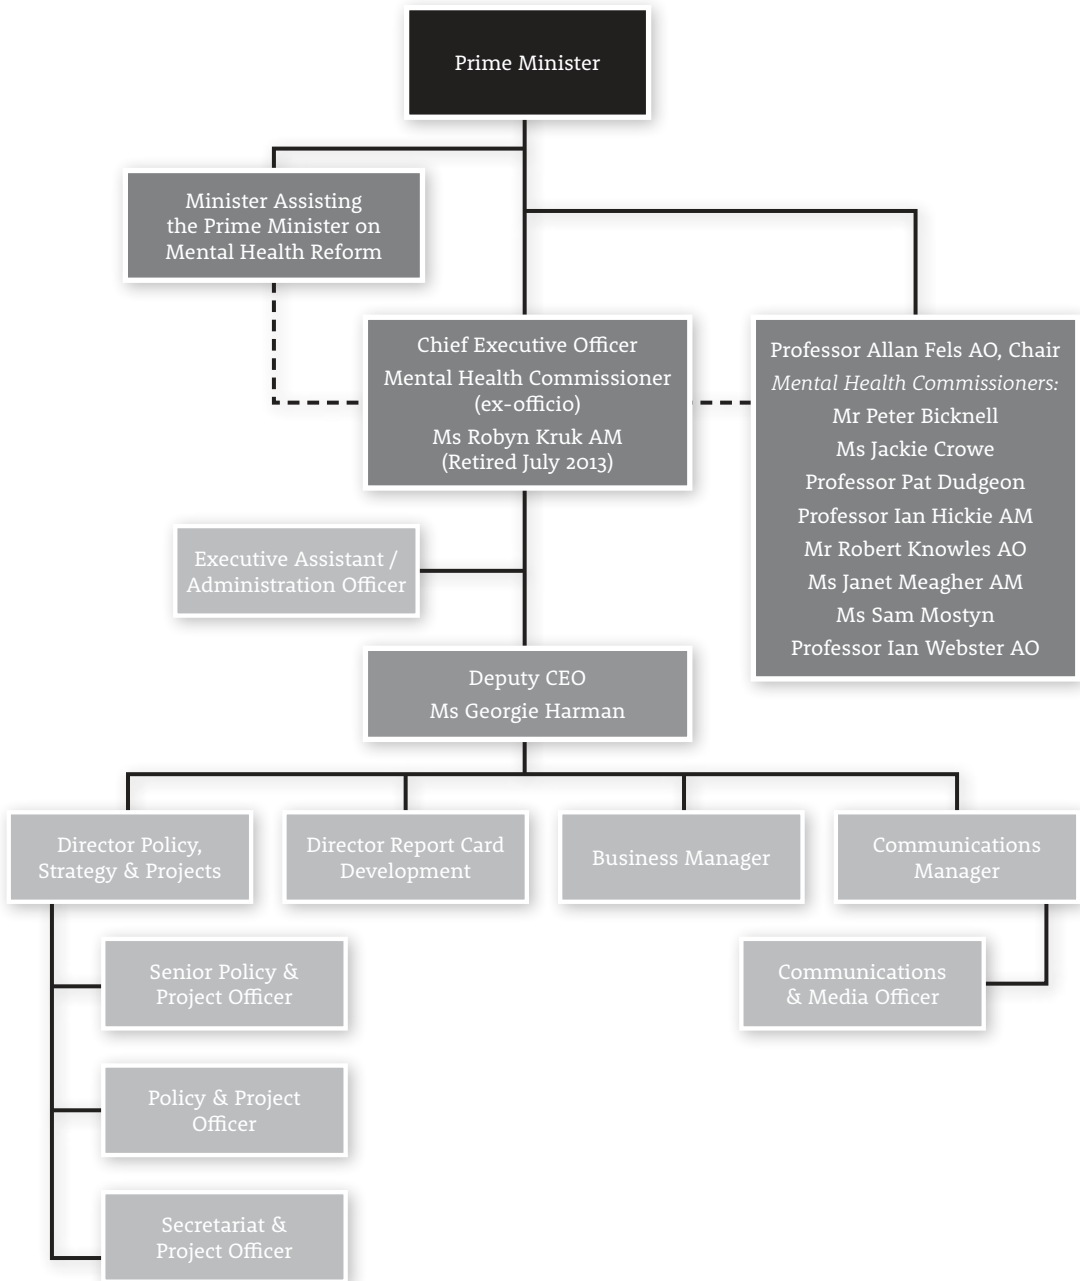 Prime Minister
Minister Assisting
the Prime Minister on
Mental Health Reform
Chief Executive Officer
Mental Health Commissioner
(ex-officio)
Ms Robyn Kruk AM
(Retired July 2013)
Professor Allan Fels AO, Chair
Mental Health Commissioners:
Mr Peter Bicknell
Ms Jackie Crowe
Professor Pat Dudgeon
Professor Ian Hickie AM
Mr Robert Knowles AO
Ms Janet Meagher AM
Ms Sam Mostyn
Professor Ian Webster AO
Executive Assistant /
Administration Officer
Deputy CEO
Ms Georgie Harman
Director Policy,
Strategy & Projects
Director Report Card
Development
Business Manager
Communications
Manager
Senior Policy &
Project Officer
Communications
& Media Officer
Policy & Project
Officer
Secretariat &
Project Officer